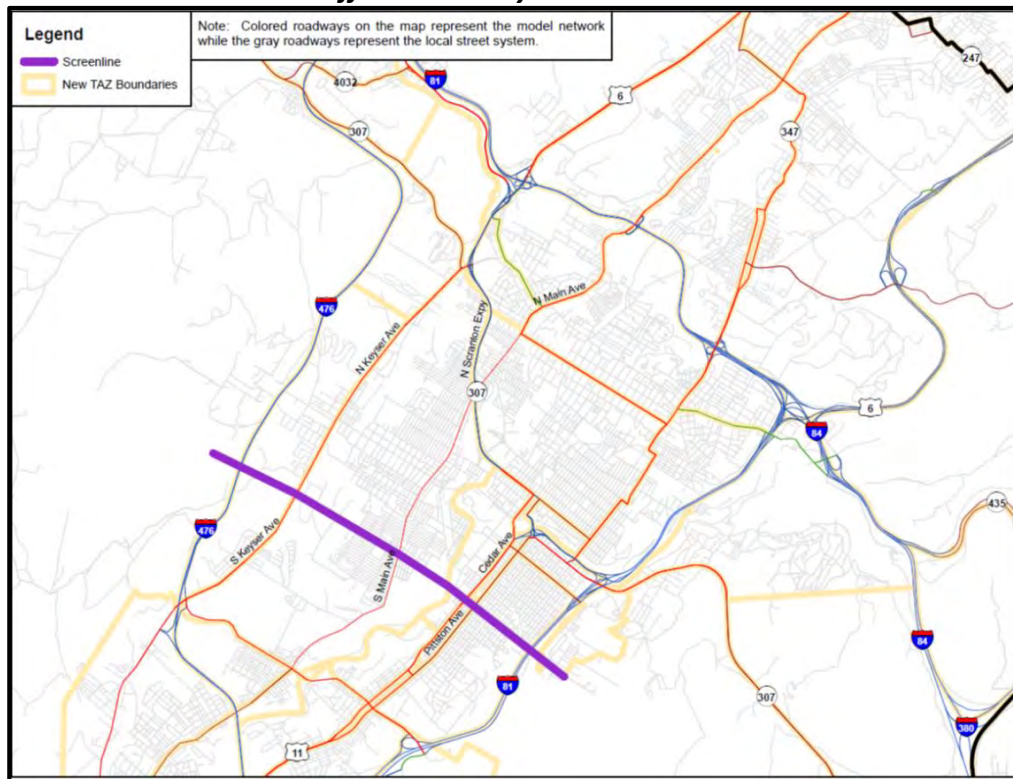 Legend
Screenline
New TAZ Boundaries
Note: Colored roadways on the map represent the model network
while the gray roadways represent the local street system.
247
81
4032
6
307
347
476
N Main Ave
N Keyser Ave
N Scranton Expy
307
6
84
435
476
S Keyser Ave
S Main Ave
Cedar Ave
Pittston Ave
84
81
307
380
11